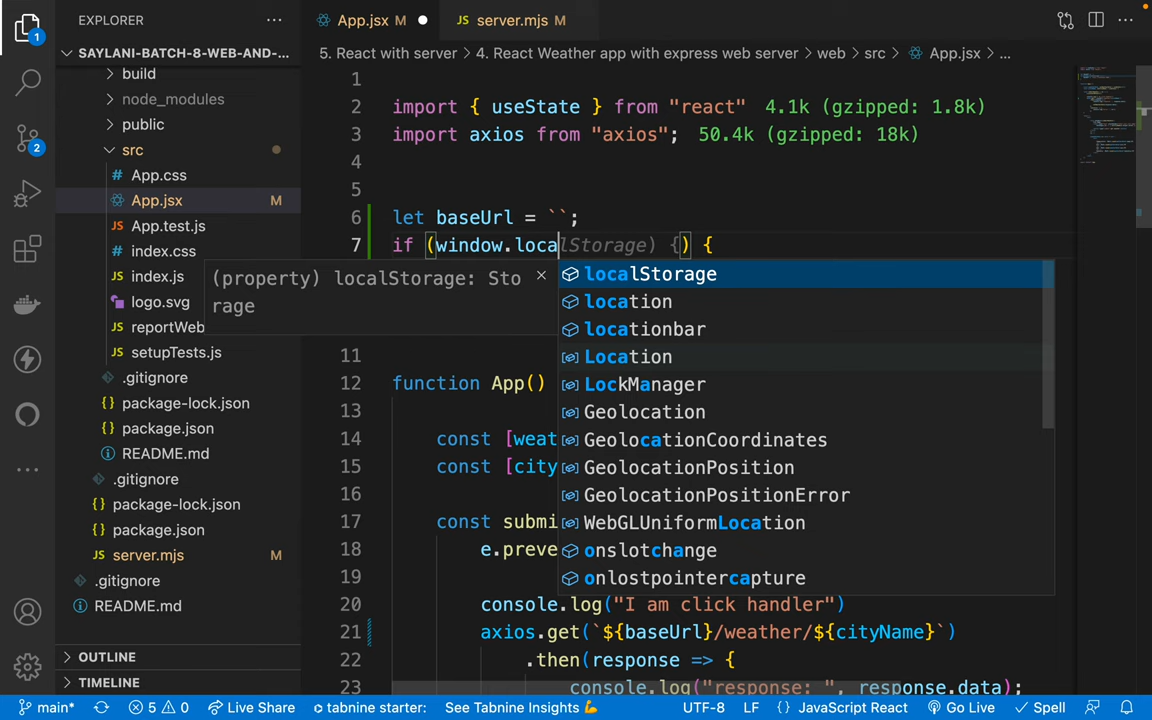 EXPLORER
SAYLANI-BATCH-8-WEB-AND-...
build
node_modules
public
src
App.css
App.jsx M
App.test.js
index.css
index.js
logo.svg
reportWeb
setupTests.js
.gitignore
package-lock.json
package.json
README.md
.gitignore
package-lock.json
package.json
server.mjs M
.gitignore
README.md
OUTLINE
TIMELINE
1
2
App.jsx M
server.mjs M
5. React with server > 4. React Weather app with express web server > web > src > App.jsx > ...
1
2 import { useState } from "react" 4.1k (gzipped: 1.8k)
3 import axios from "axios"; 50.4k (gzipped: 18k)
4
5
6 let baseUrl = ``;
7 if (window.localStorage) {) {
(property) localStorage: Sto
rage
localStorage
location
locationbar
Location
LockManager
Geolocation
GeolocationCoordinates
GeolocationPosition
GeolocationPositionError
WebGLUniformLocation
onslotchange
onlostpointercapture
11
12 function App()
13
14 const [weat
15 const [city
16
17 const submi
18 e.preve
19
20 console.log("I am click handler")
21 axios.get(`${baseUrl}/weather/${cityName}`)
22 .then(response => {
23 console.log("response: ", response.data);
main* 5 0 Live Share tabnine starter: See Tabnine Insights 💪 UTF-8 LF {} JavaScript React Go Live Spell